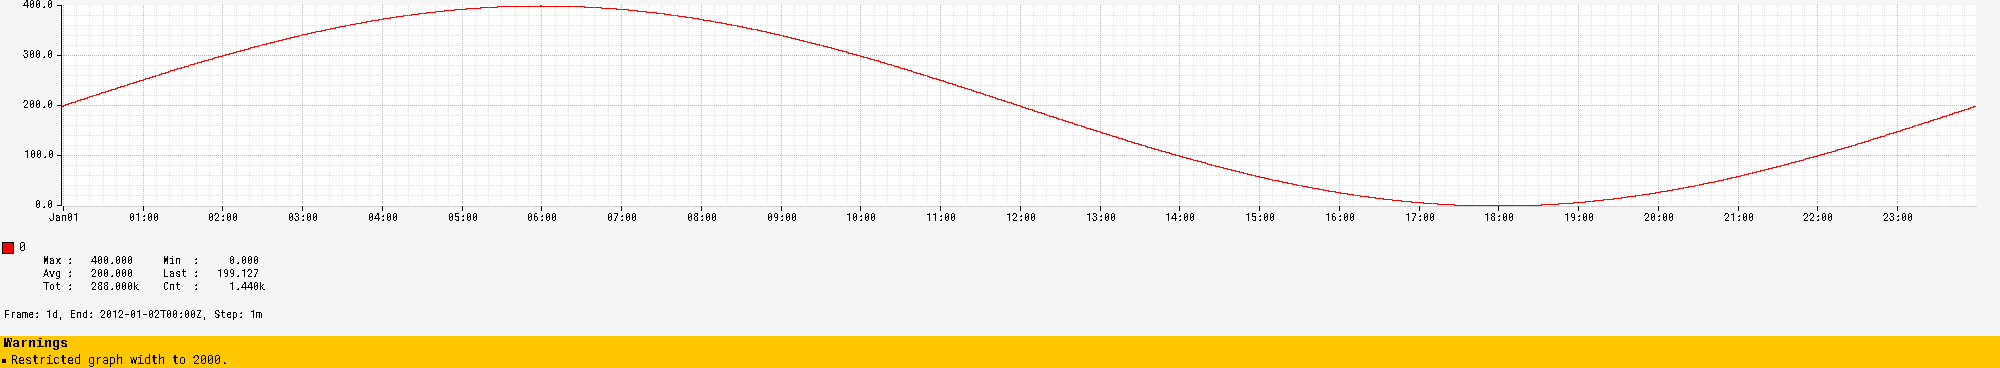 400.0
300.0
200.0
100.0
0.0
Jan01 01:00 02:00 03:00 04:00 05:00 06:00 07:00 08:00 09:00 10:00 11:00 12:00 13:00 14:00 15:00 16:00 17:00 18:00 19:00 20:00 21:00 22:00 23:00
0
Max : 400.000 Min : 0.000
Avg : 200.000 Last : 199.127
Tot : 288.000k Cnt : 1.440k
Frame: 1d, End: 2012-01-02T00:00Z, Step: 1m
Warnings
▪ Restricted graph width to 2000.